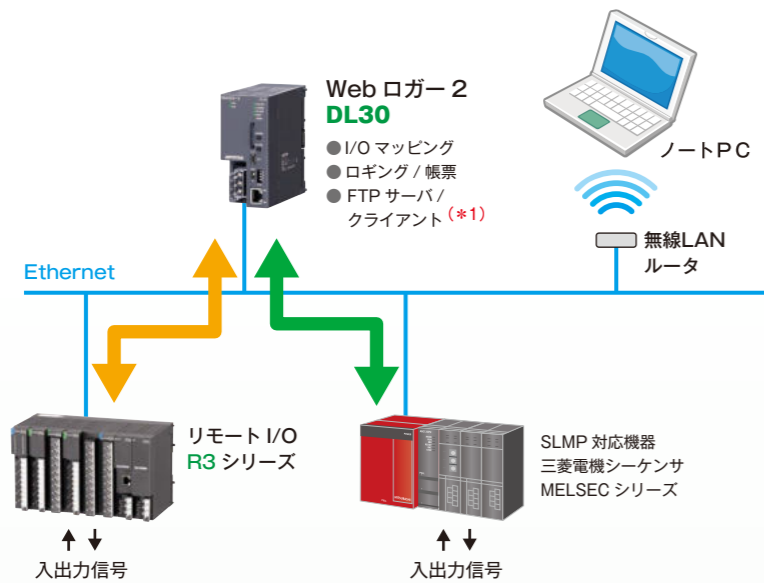 Web ロガー 2
DL30
● I/O マッピング
● ロギング / 帳票
● FTP サーバ /
クライアント (*1)
ノートPC
無線LAN
ルータ
Ethernet
リモート I/O
R3 シリーズ
SLMP 対応機器
三菱電機シーケンサ
MELSEC シリーズ
入出力信号
入出力信号